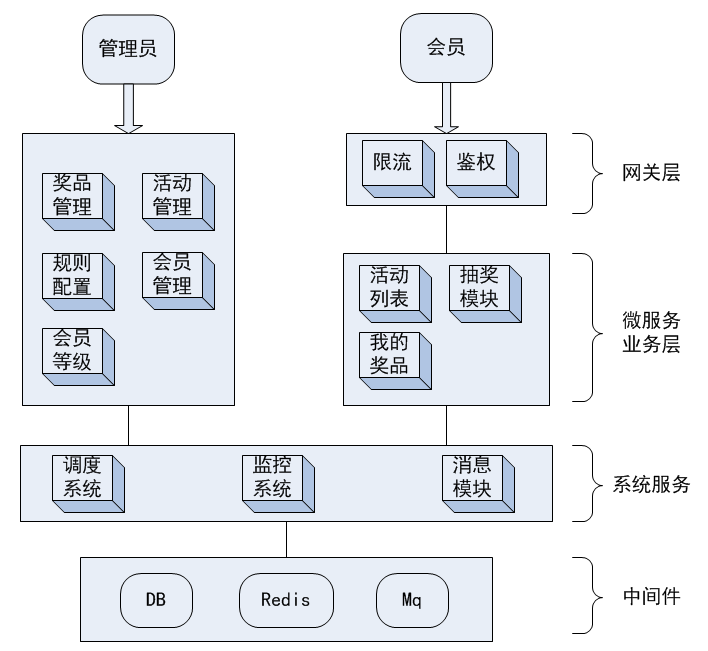 管理员
会员
限流
鉴权
网关层
奖品
管理
活动
管理
规则
配置
会员
管理
会员
等级
活动
列表
抽奖
模块
我的
奖品
微服务
业务层
调度
系统
监控
系统
消息
模块
系统服务
DB
Redis
Mq
中间件